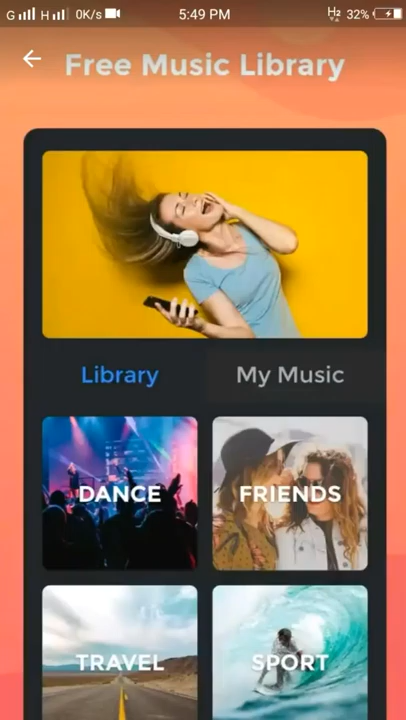 G H 0K/s 5:49 PM H2 32%
Free Music Library
Library My Music
DANCE FRIENDS
TRAVEL SPORT